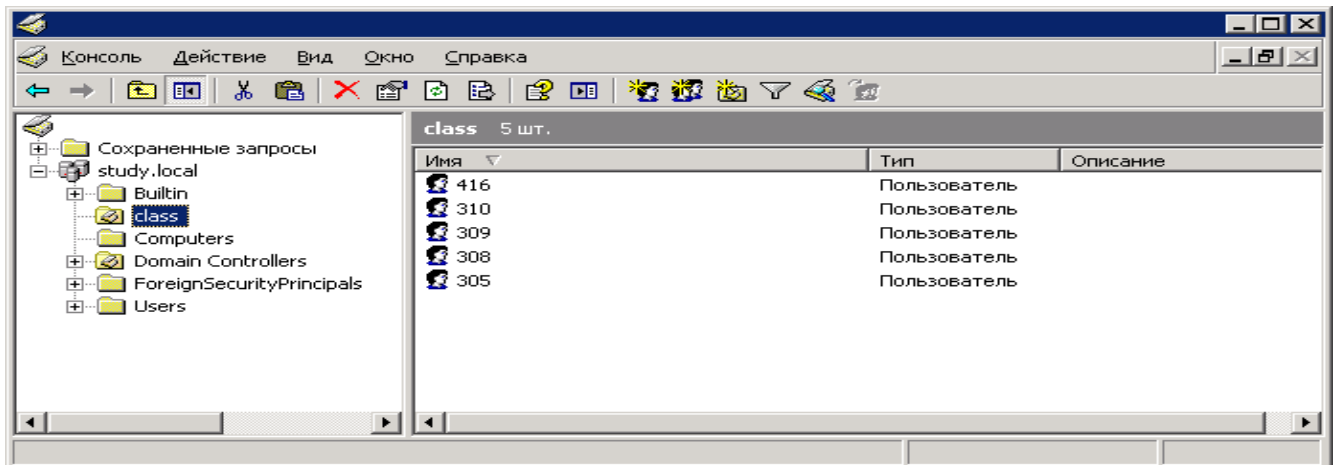 Консоль Действие Вид Окно Справка
Сохраненные запросы
study.local
Builtin
class
Computers
Domain Controllers
ForeignSecurityPrincipals
Users
class 5 шт.
Имя Тип Описание
416 Пользователь
310 Пользователь
309 Пользователь
308 Пользователь
305 Пользователь